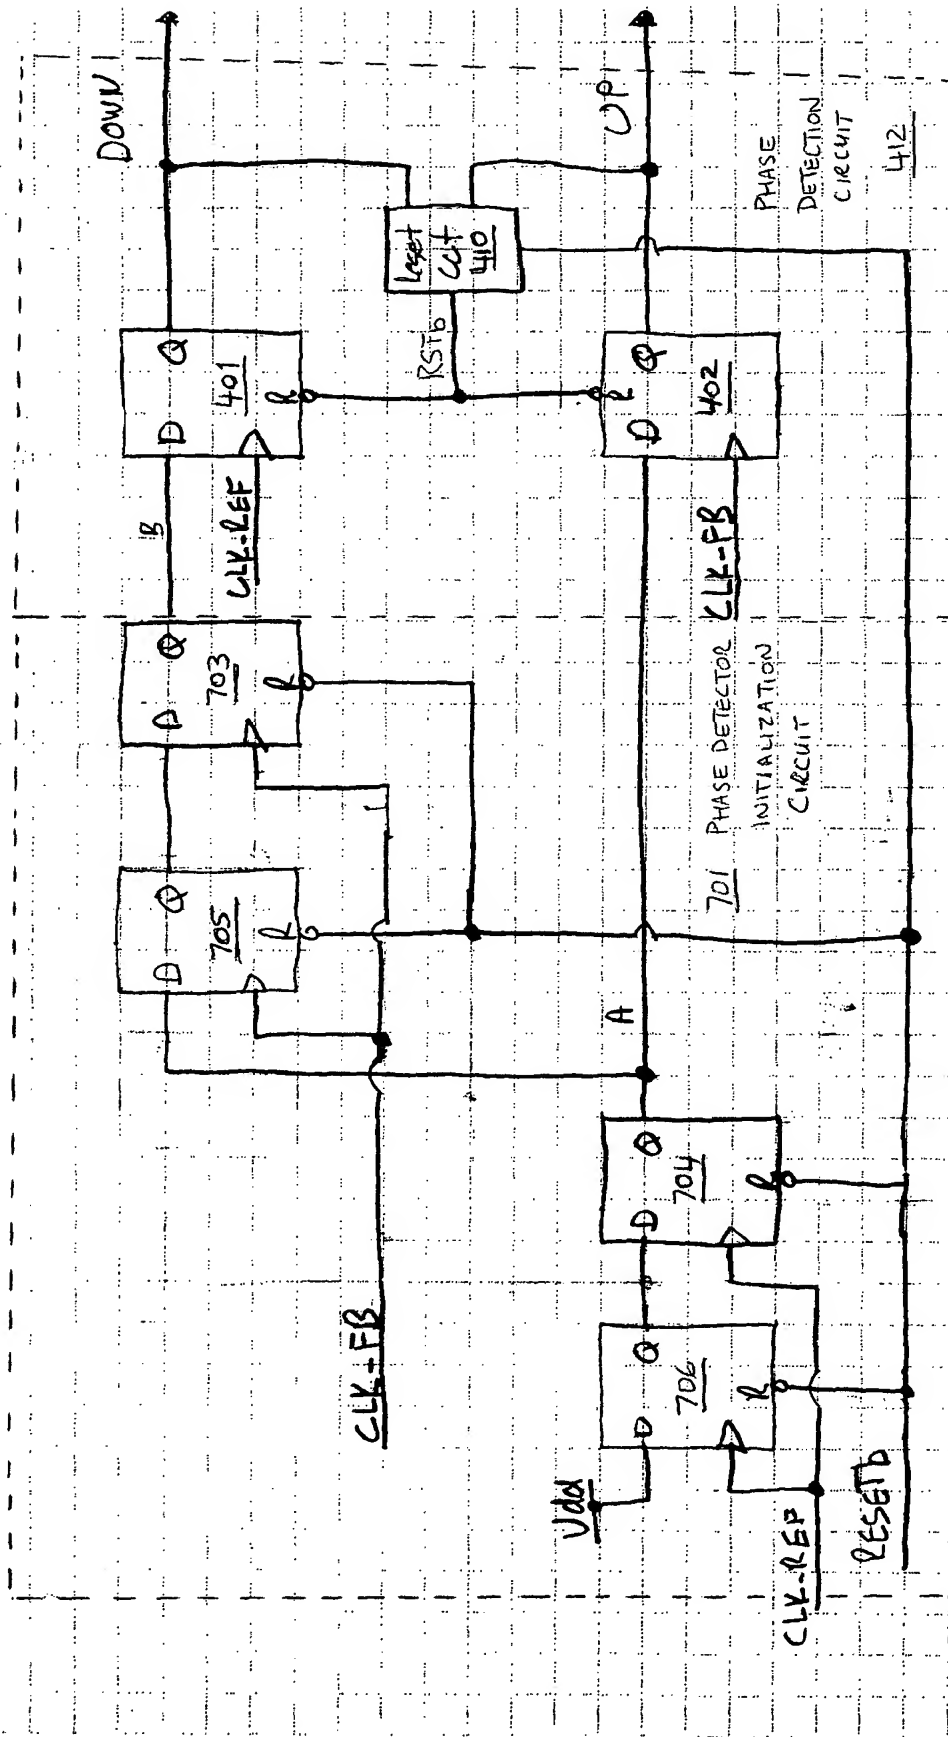 DOWN
UP
PHASE
DETECTION
CIRCUIT
412
Reset
CCT
410
RSTb
D
Q
401
R
D
Q
402
R
B
CLK-REF
CLK-FB
D
Q
703
R
D
Q
705
R
701 PHASE DETECTOR
INITIALIZATION
CIRCUIT
A
D
Q
704
R
D
Q
706
R
CLK-FB
Vdd
CLK-REF
RESETb